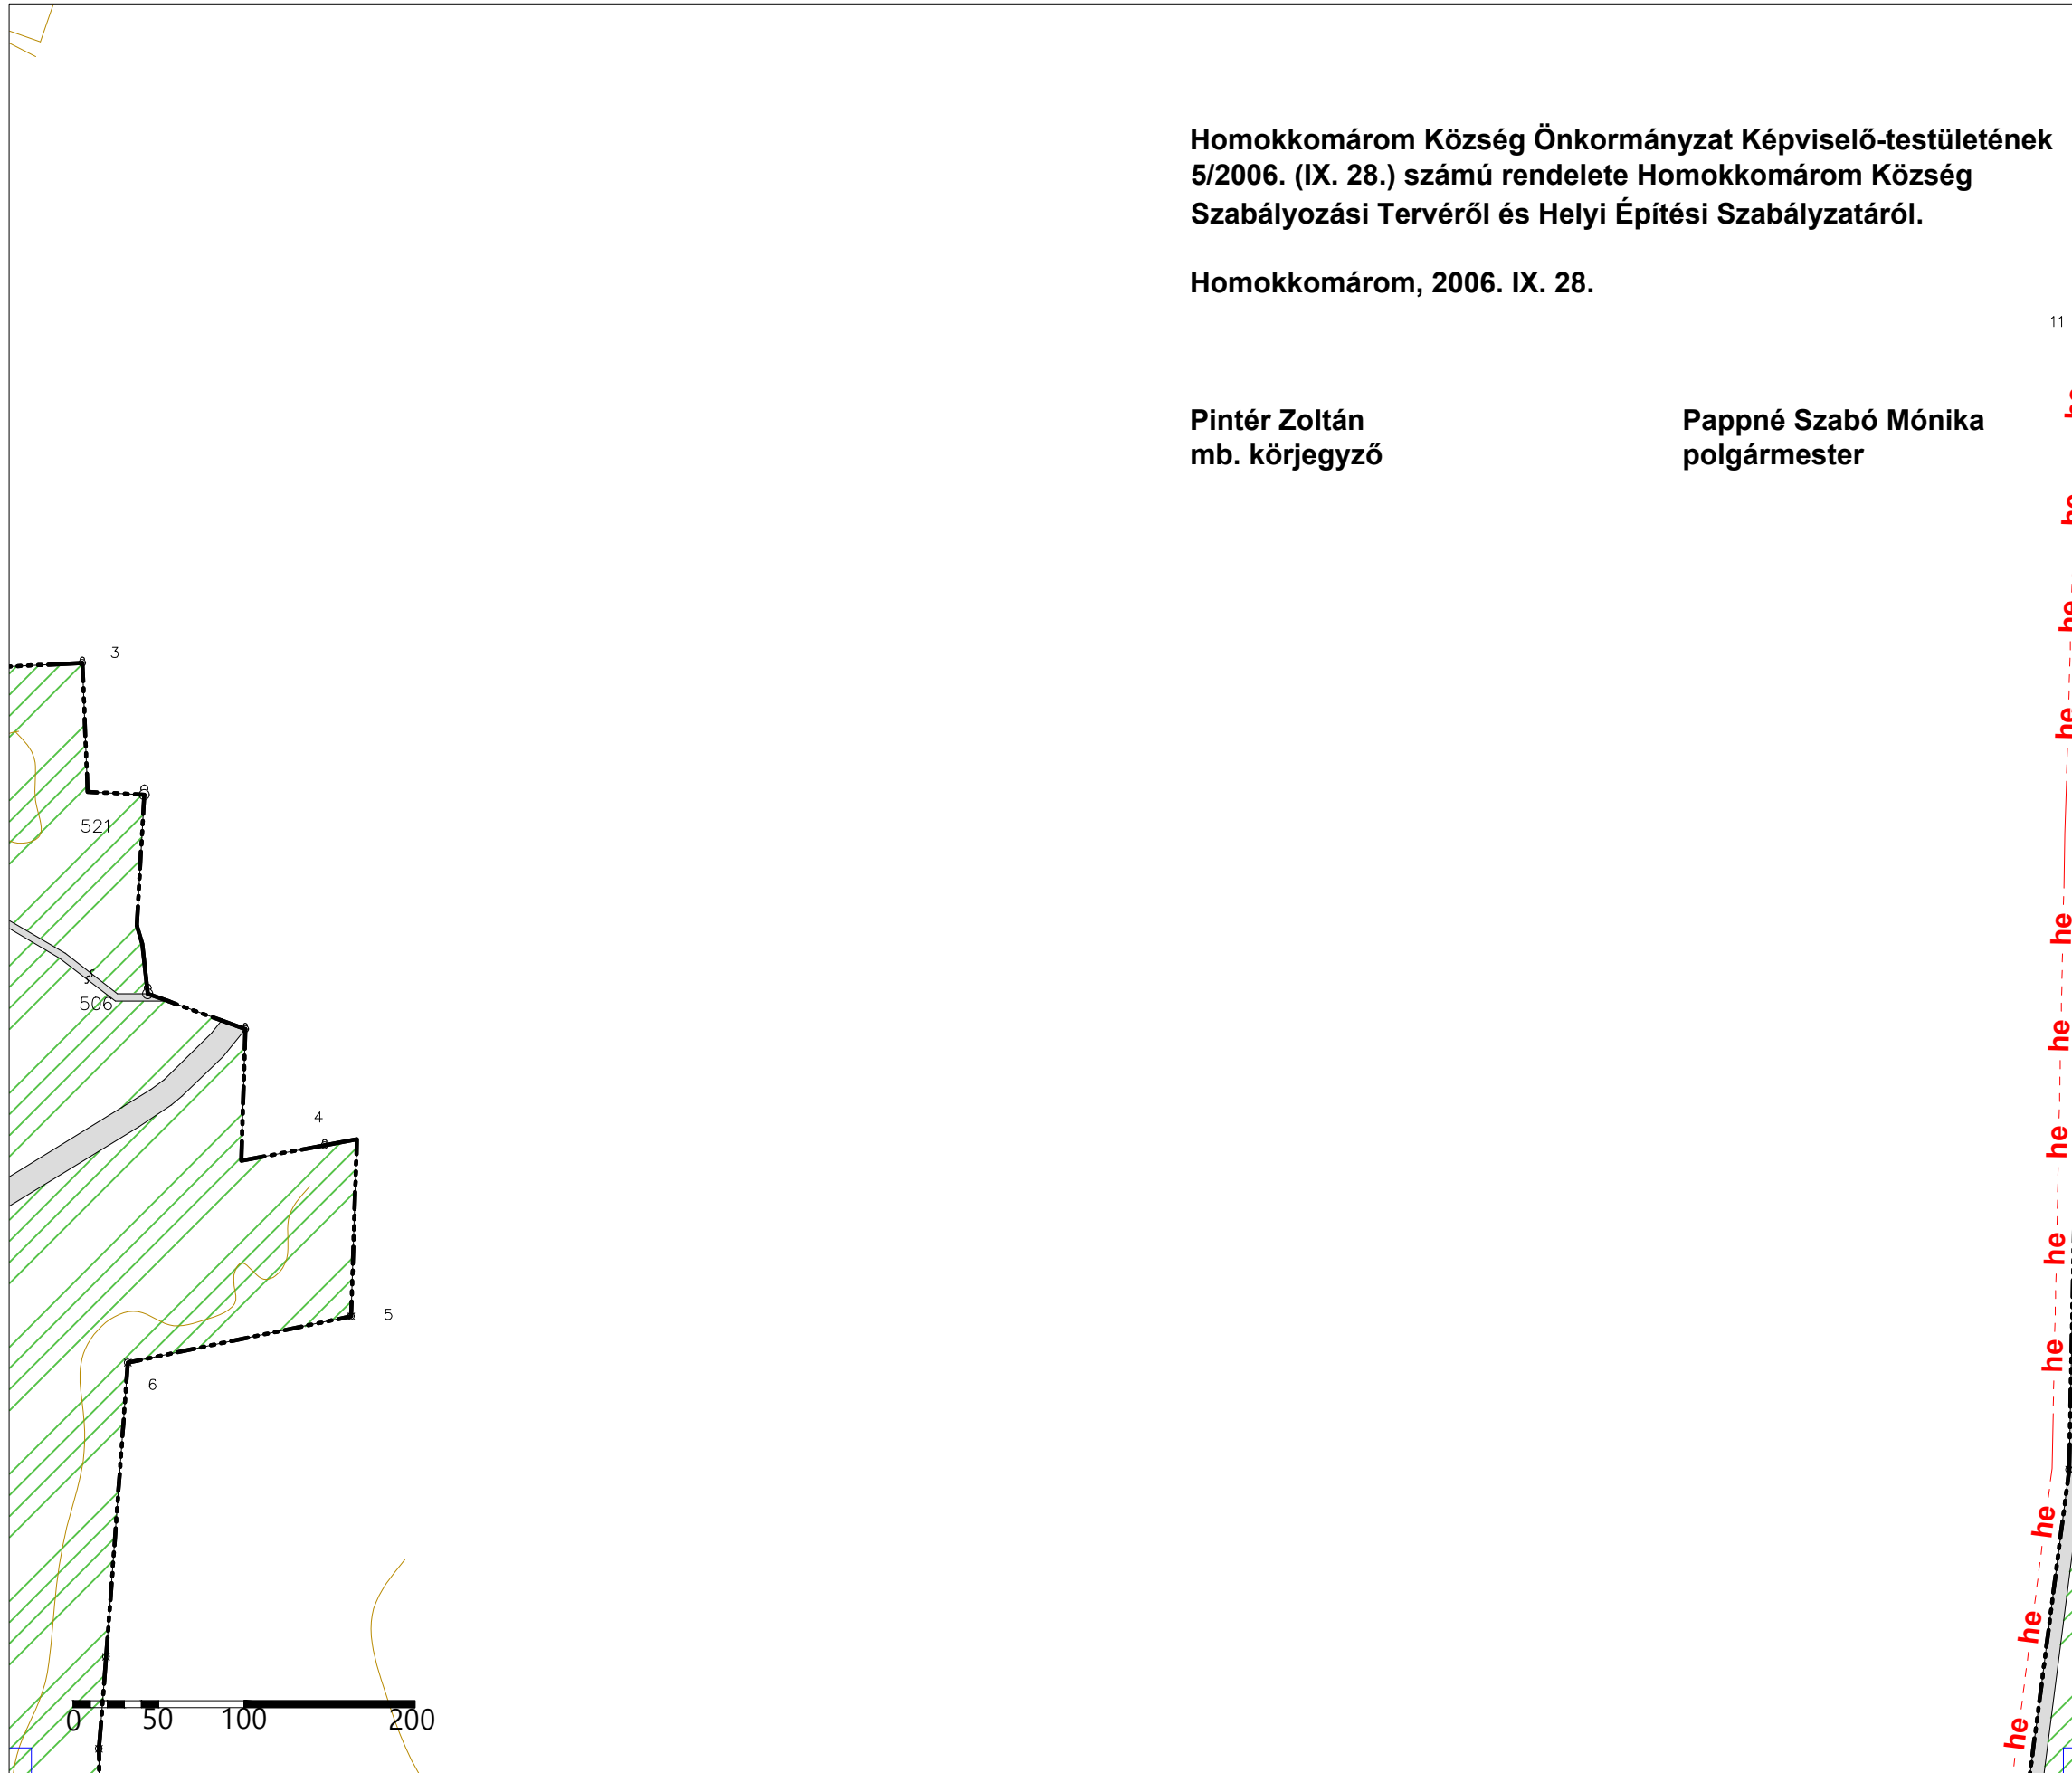 Homokkomárom Község Önkormányzat Képviselő-testületének
5/2006. (IX. 28.) számú rendelete Homokkomárom Község
Szabályozási Tervéről és Helyi Építési Szabályzatáról.
Homokkomárom, 2006. IX. 28.
11
Pintér Zoltán
mb. körjegyző
Pappné Szabó Mónika
polgármester
he
he
he
he
he
he
he
he
he
he
he
3
521
506
4
5
6
0 50 100 200